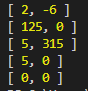 [ 2, -6 ]
[ 125, 0 ]
[ 5, 315 ]
[ 5, 0 ]
[ 0, 0 ]